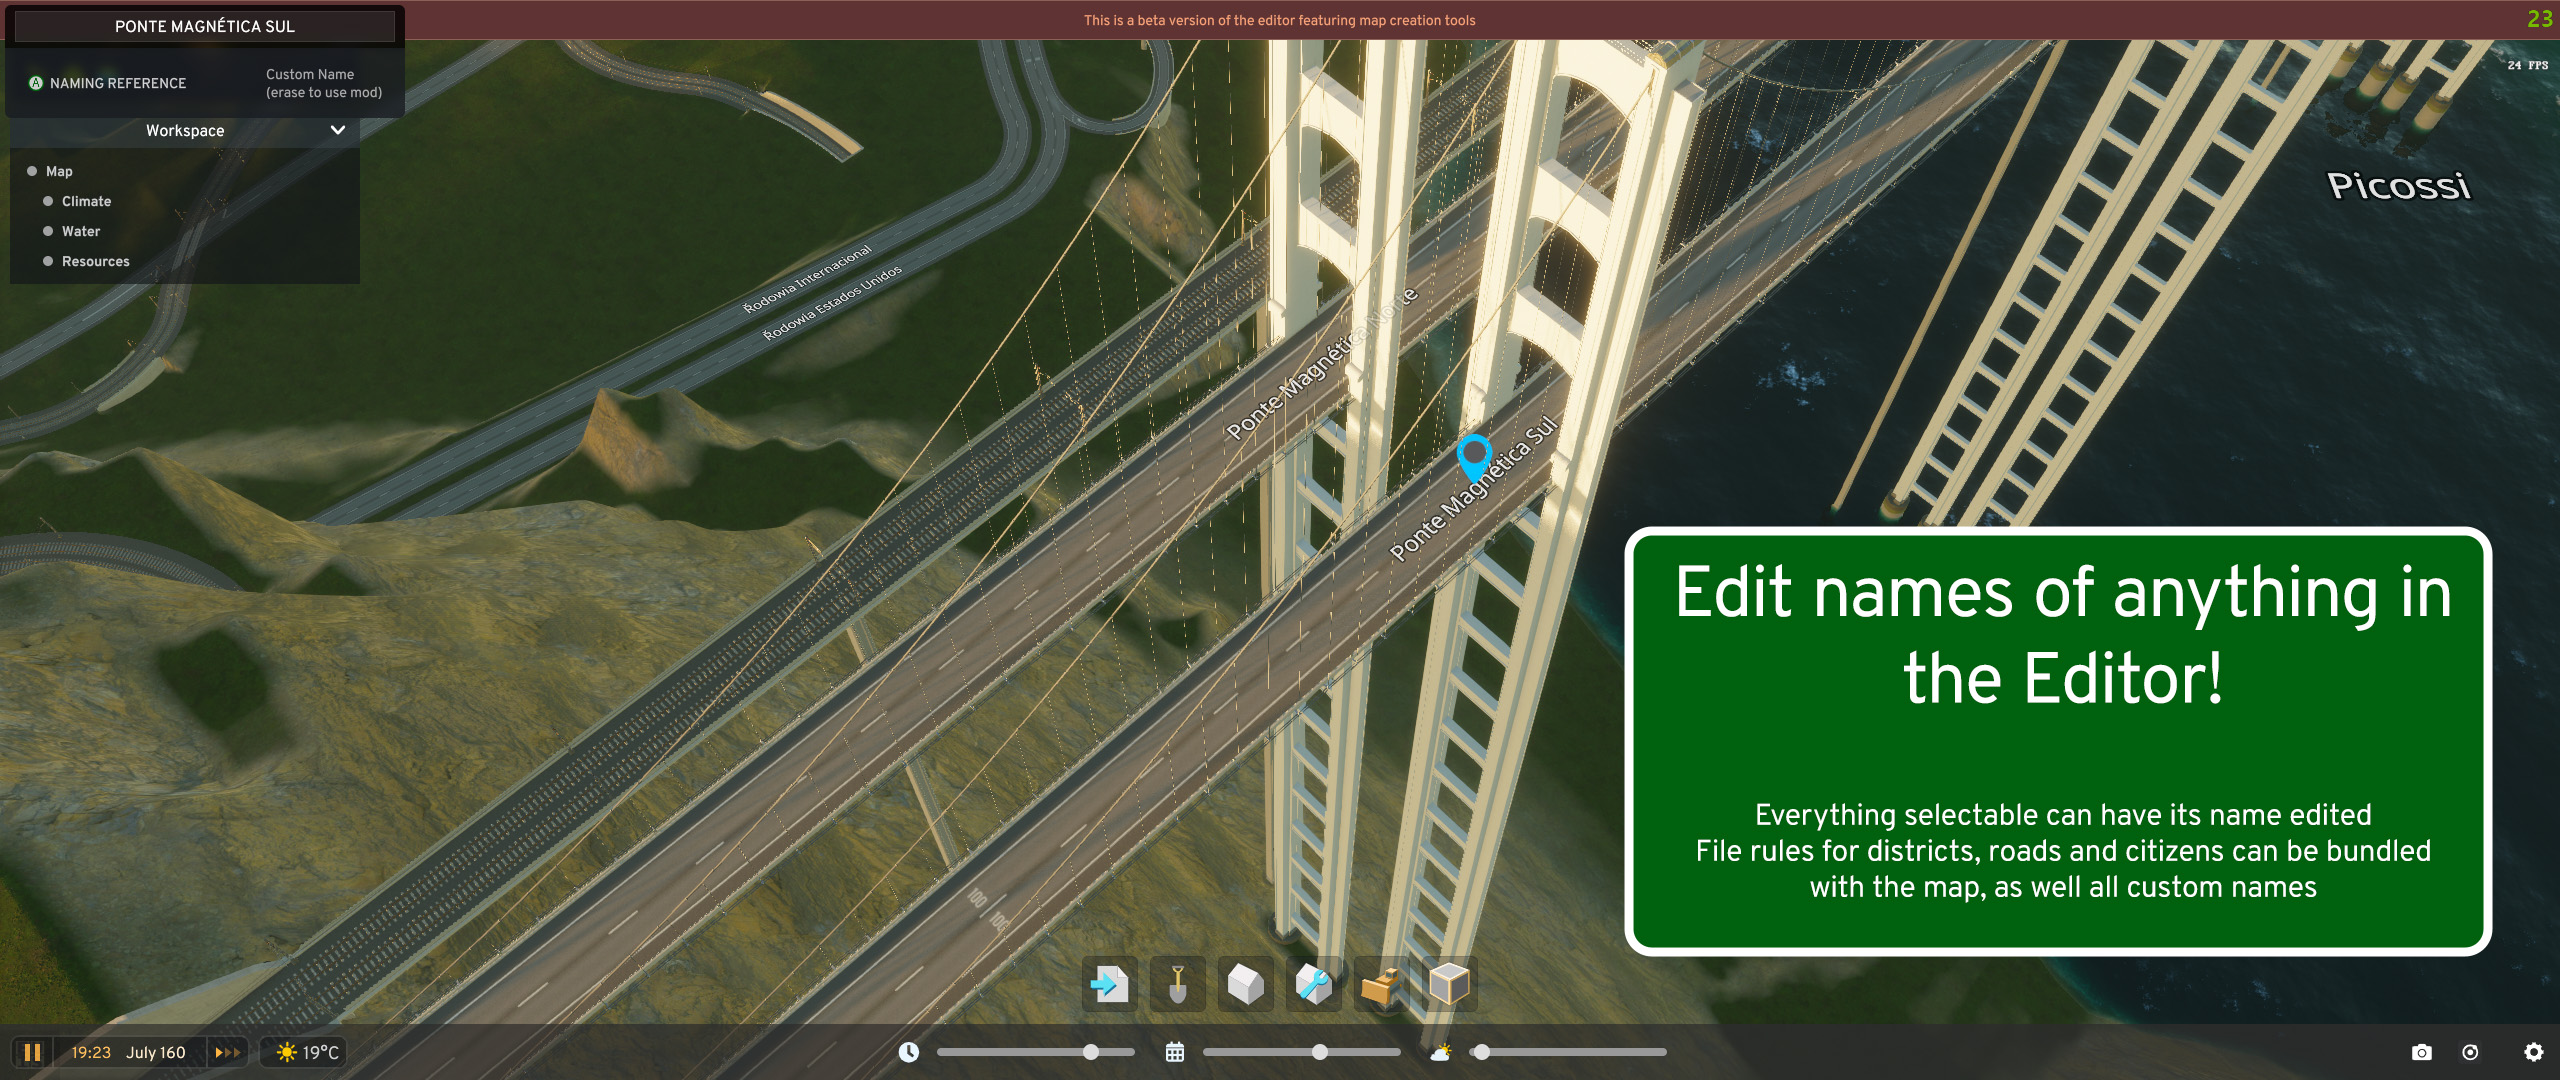 PONTE MAGNÉTICA SUL
This is a beta version of the editor featuring map creation tools
23
24 FPS
A NAMING REFERENCE
Custom Name
(erase to use mod)
Workspace
Map
Climate
Water
Resources
Picossi
Řodowia Internacional
Řodowia Estados Unidos
Ponte Magnética Norte
Ponte Magnética Sul
Edit names of anything in
the Editor!
Everything selectable can have its name edited
File rules for districts, roads and citizens can be bundled
with the map, as well all custom names
100
100
19:23 July 160
19°C